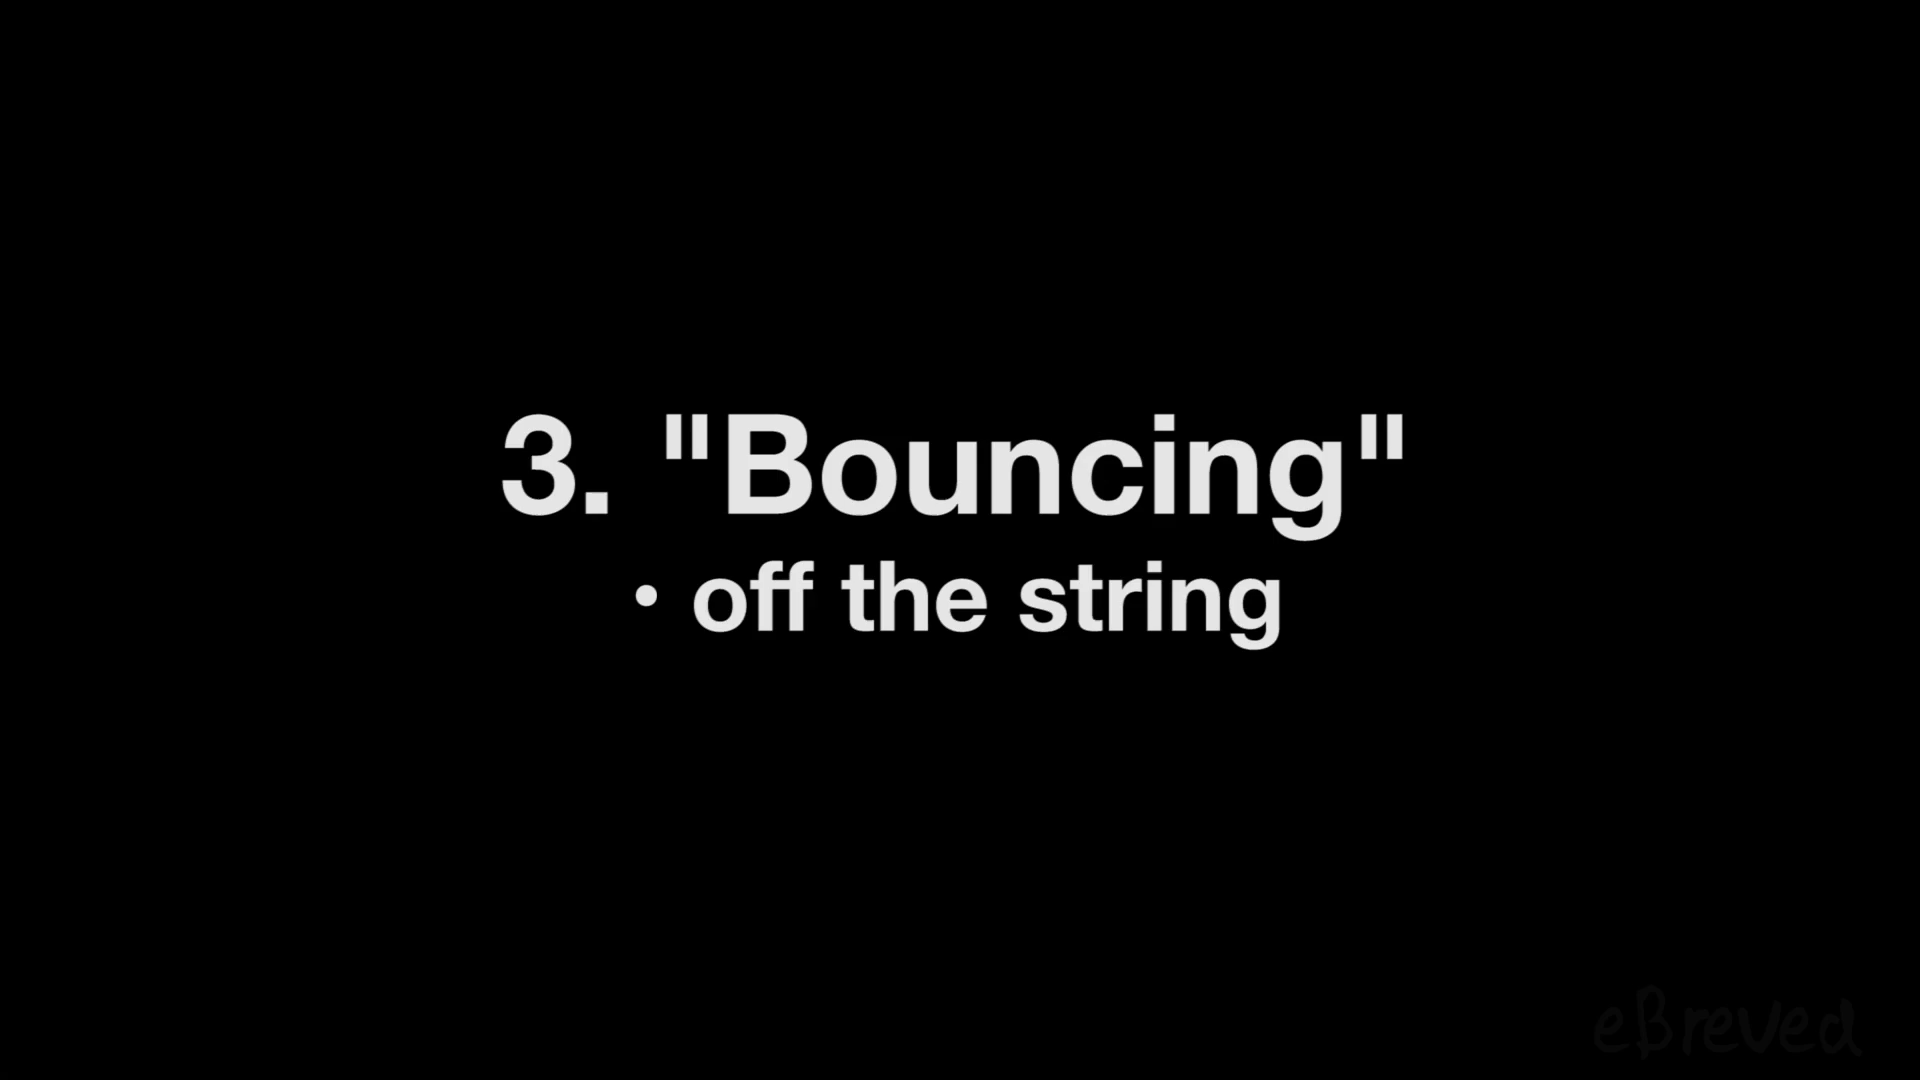 3. "Bouncing"
• off the string
eBreved